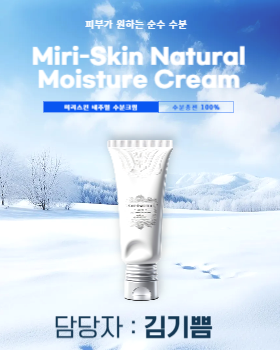 피부가 원하는 순수 수분
Miri-Skin Natural
Moisture Cream
미리스킨 내추럴 수분크림 수분충전 100%
담당자 : 김기쁨